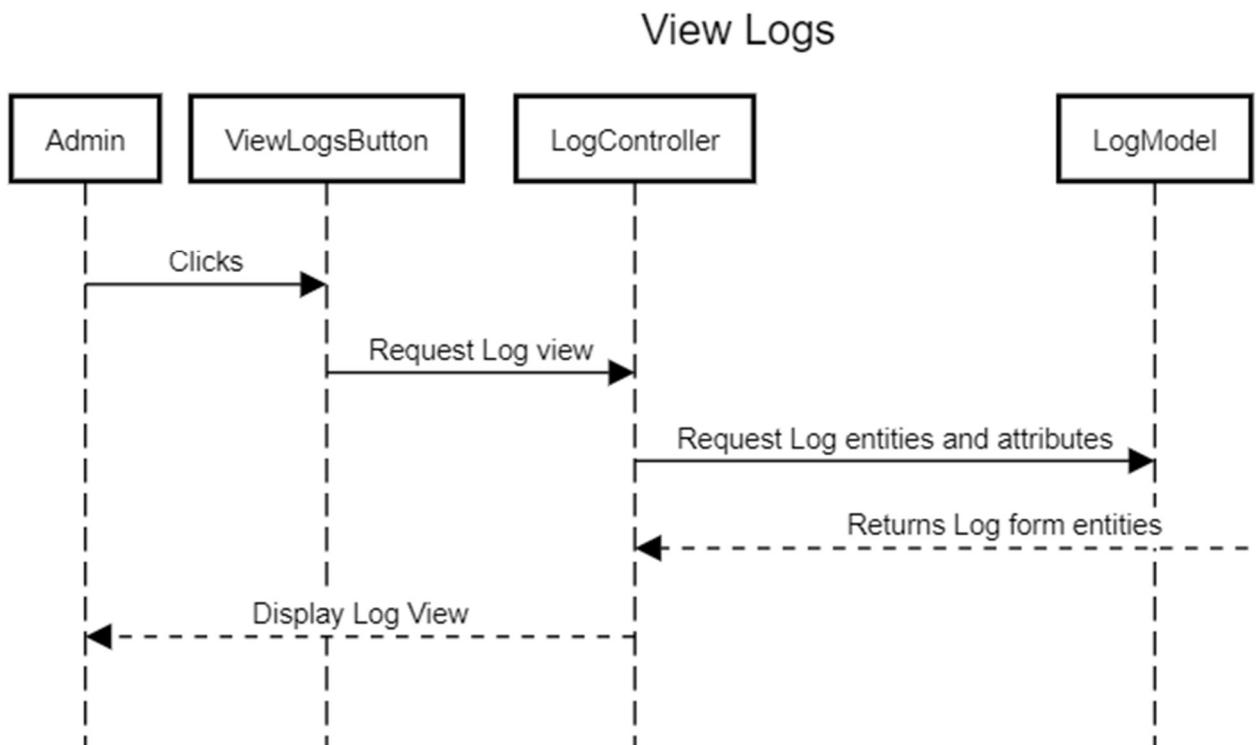 View Logs
Admin
ViewLogsButton
LogController
LogModel
Clicks
Request Log view
Request Log entities and attributes
Returns Log form entities
Display Log View